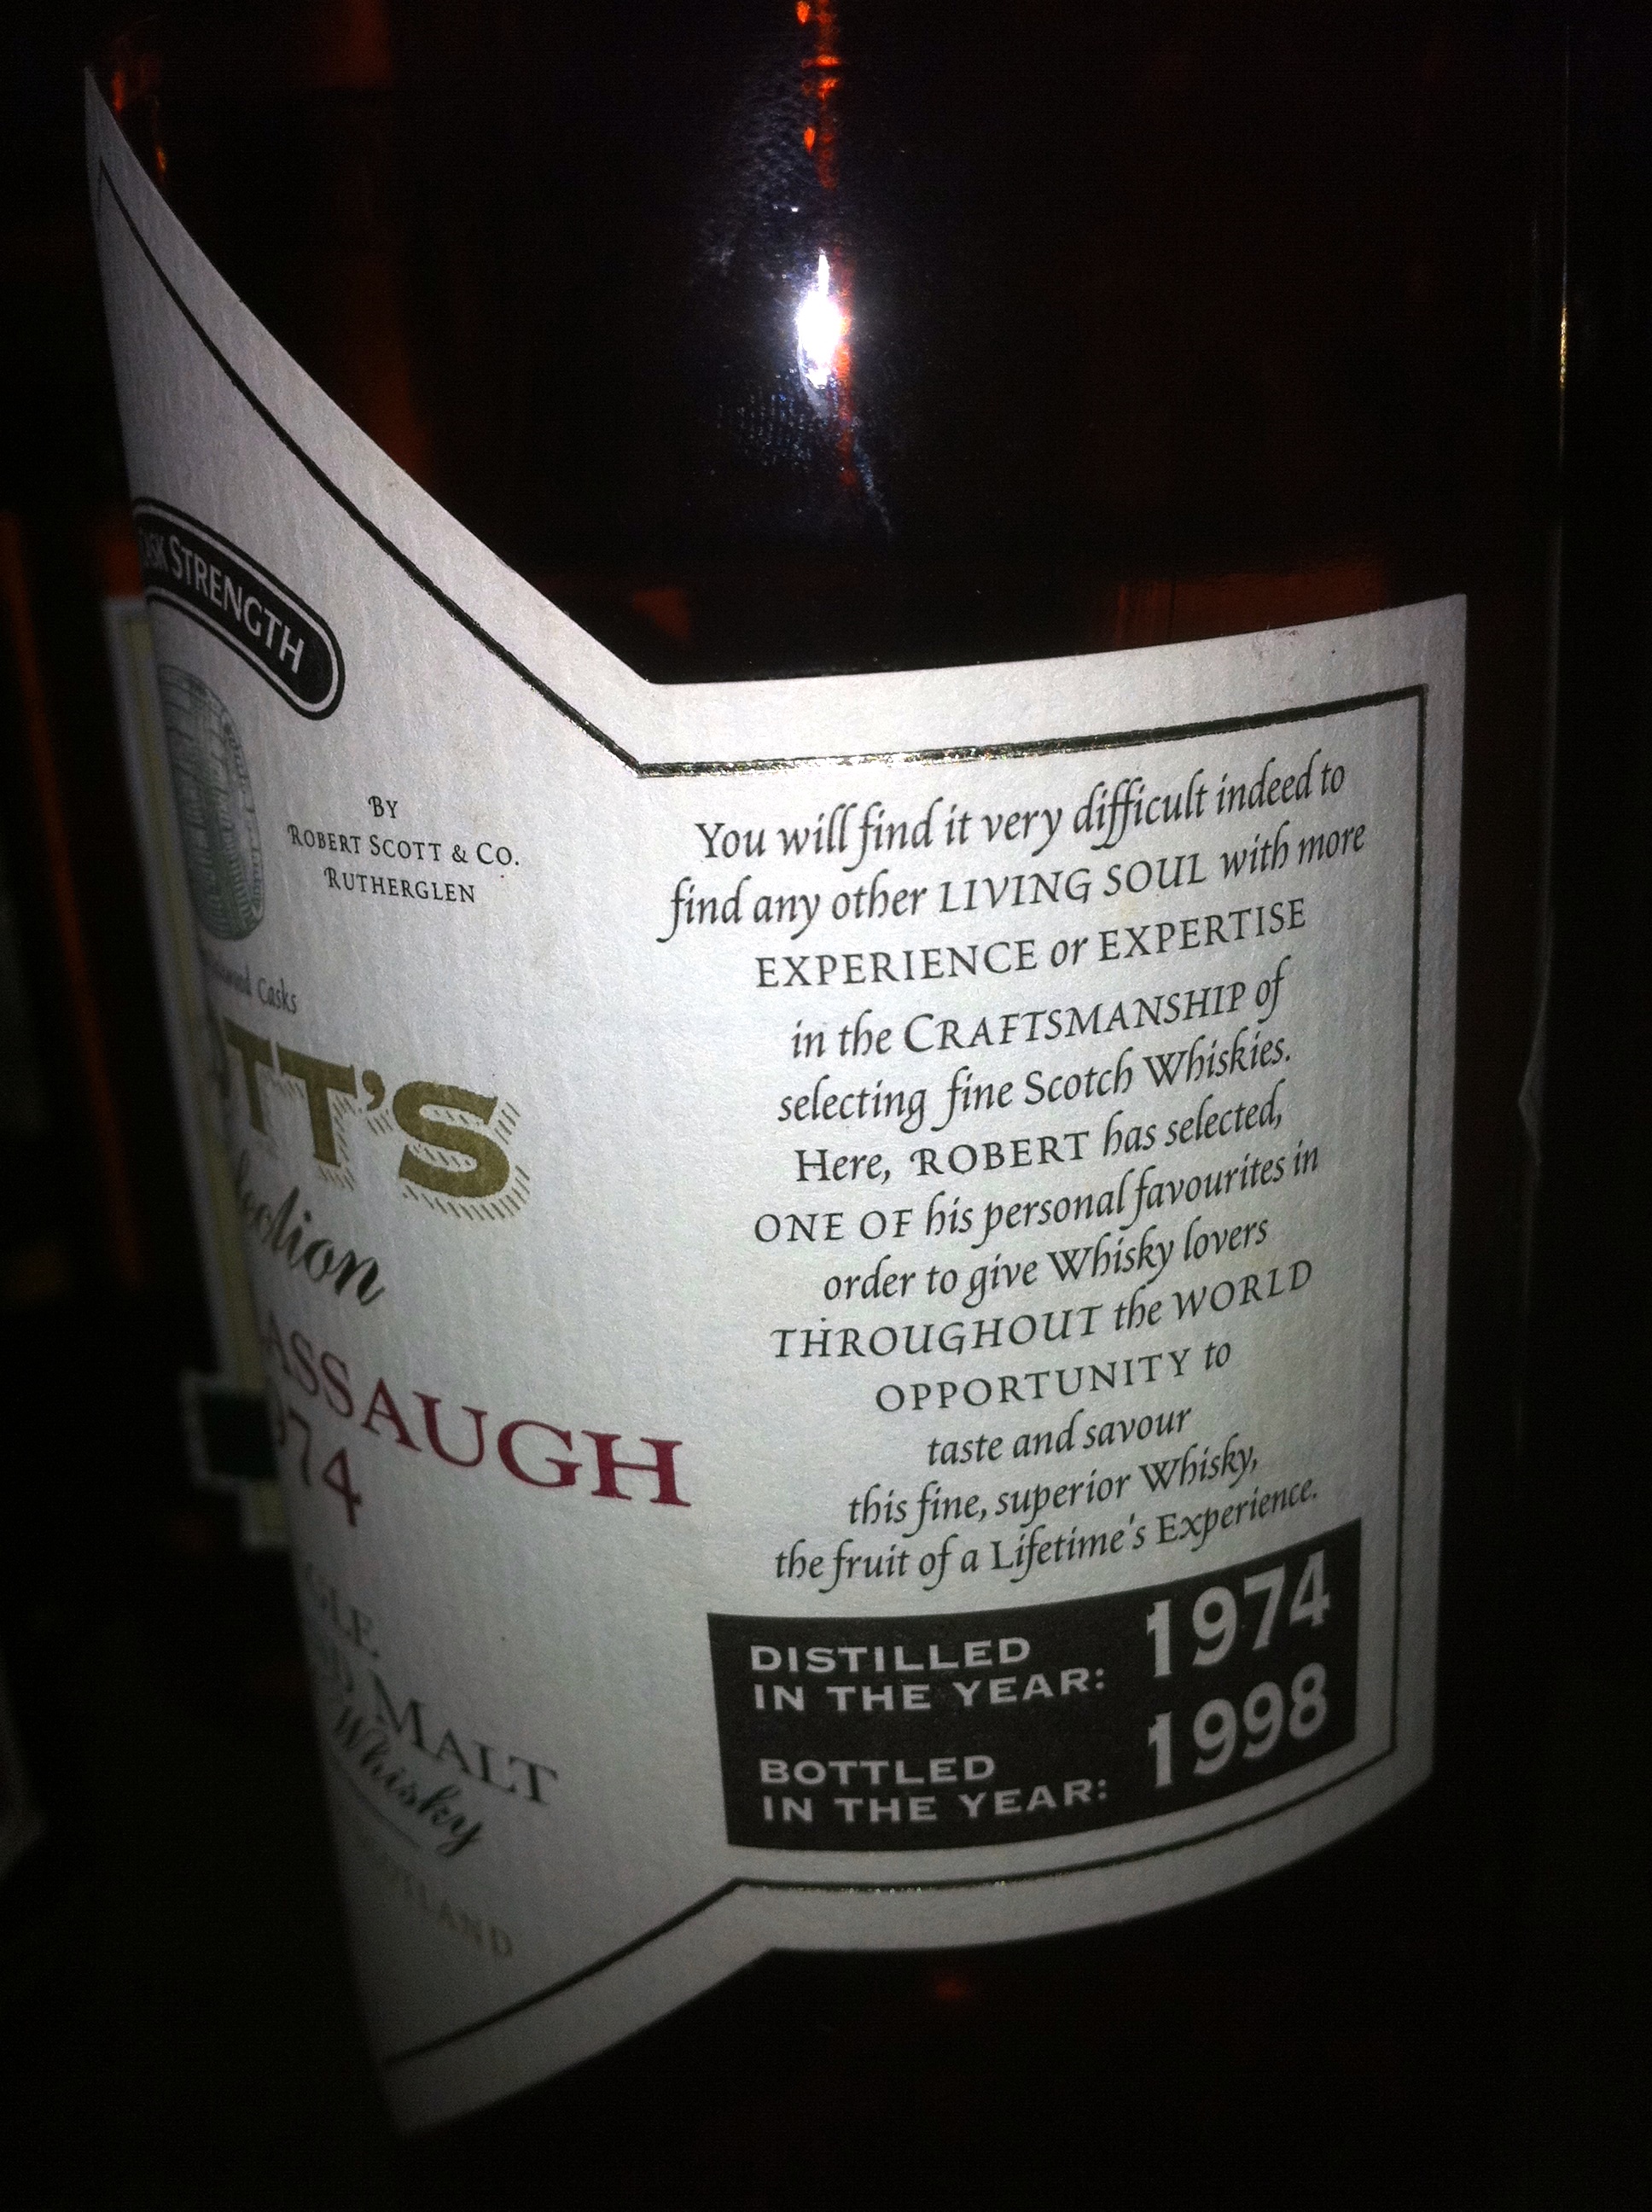 STRENGTH
BY
ROBERT SCOTT & CO.
RUTHERGLEN
Casks
TT'S
ction
ASSAUGH
974
GLE
MALT
Whisky
SCOTLAND
You will find it very difficult indeed to
find any other LIVING SOUL with more
EXPERIENCE or EXPERTISE
in the CRAFTSMANSHIP of
selecting fine Scotch Whiskies.
Here, ROBERT has selected,
ONE OF his personal favourites in
order to give Whisky lovers
THROUGHOUT the WORLD
OPPORTUNITY to
taste and savour
this fine, superior Whisky,
the fruit of a Lifetime's Experience.
DISTILLED
IN THE YEAR: 1974
BOTTLED
IN THE YEAR: 1998